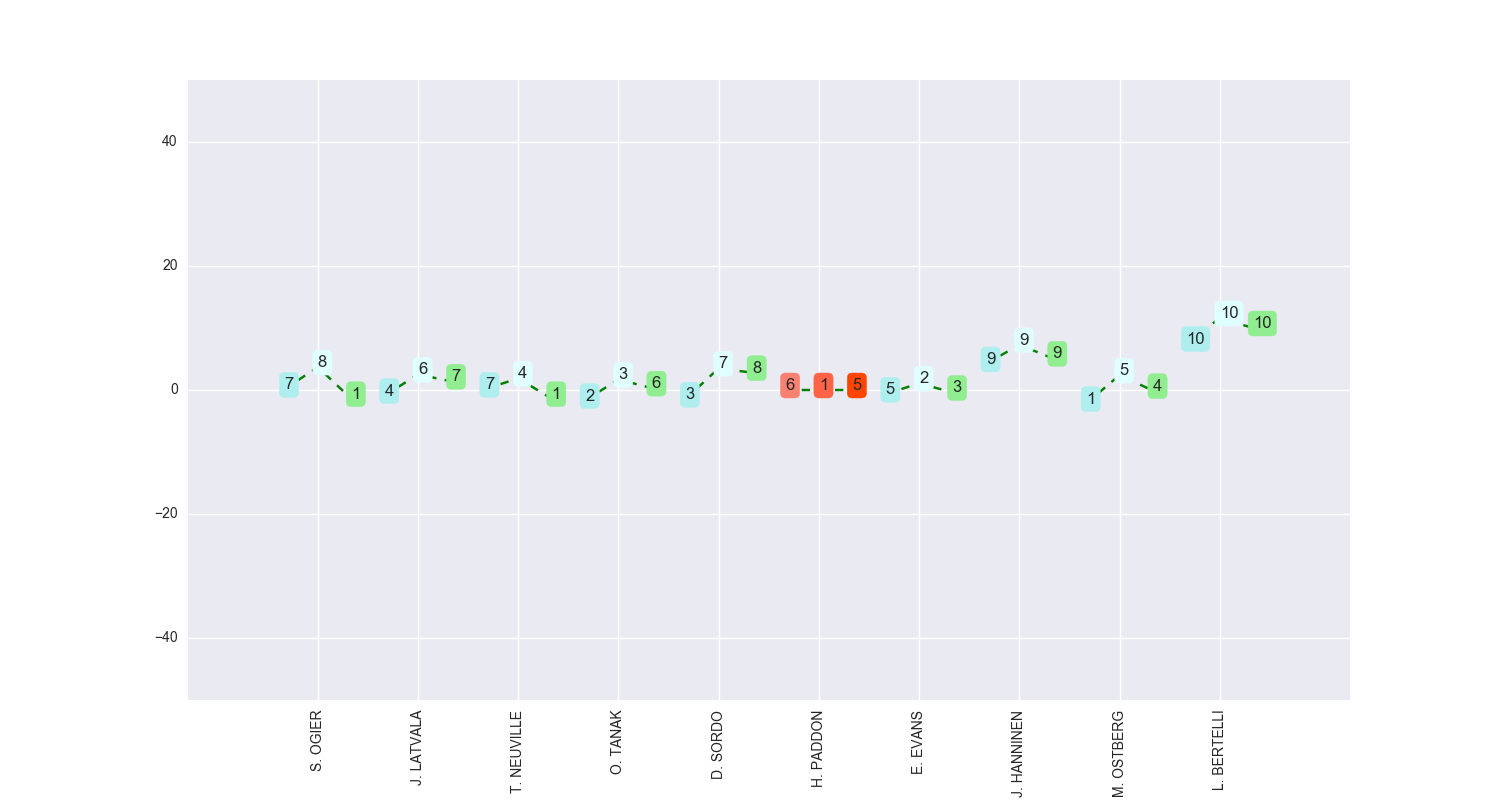 40
20
0
−20
−40
7 8 1
4 6 7
7 4 1
2 3 6
3 7 8
6 1 5
5 2 3
9 9 9
1 5 4
10 10 10
S. OGIER
J. LATVALA
T. NEUVILLE
O. TANAK
D. SORDO
H. PADDON
E. EVANS
J. HANNINEN
M. OSTBERG
L. BERTELLI